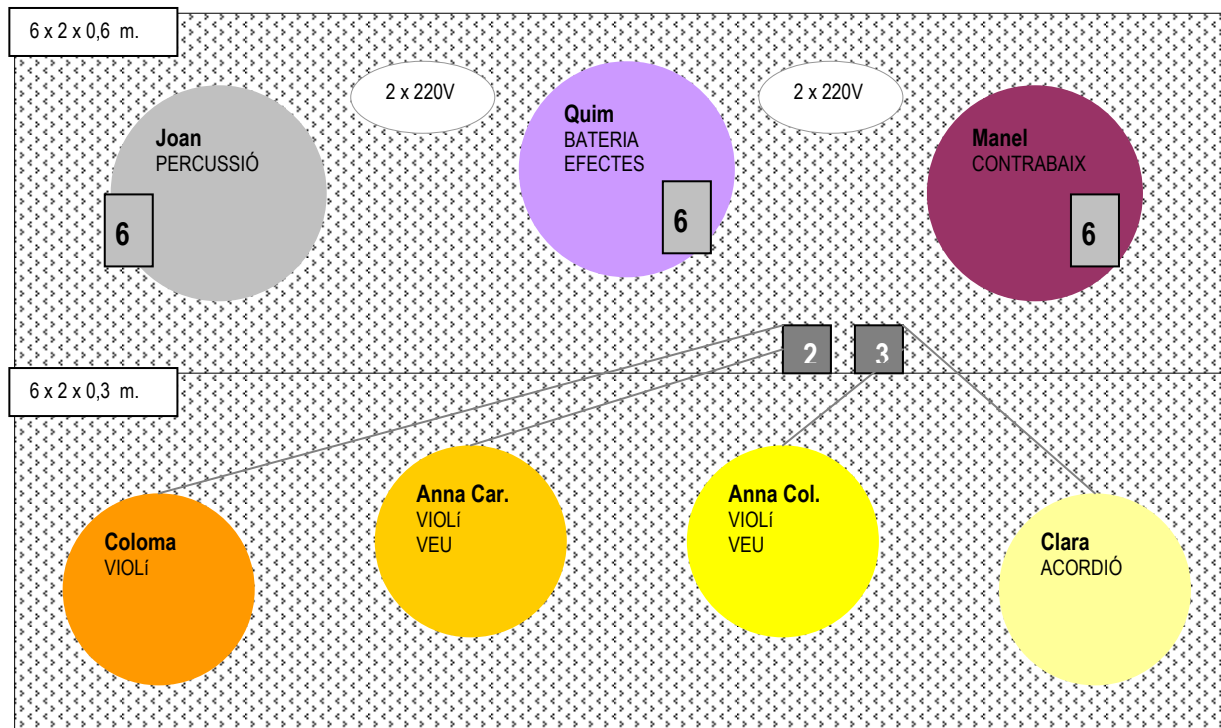 6 x 2 x 0,6 m.
2 x 220V
2 x 220V
Joan
PERCUSSIÓ
Quim
BATERIA
EFECTES
Manel
CONTRABAIX
6
6
6
2
3
6 x 2 x 0,3 m.
Coloma
VIOLí
Anna Car.
VIOLí
VEU
Anna Col.
VIOLí
VEU
Clara
ACORDIÓ